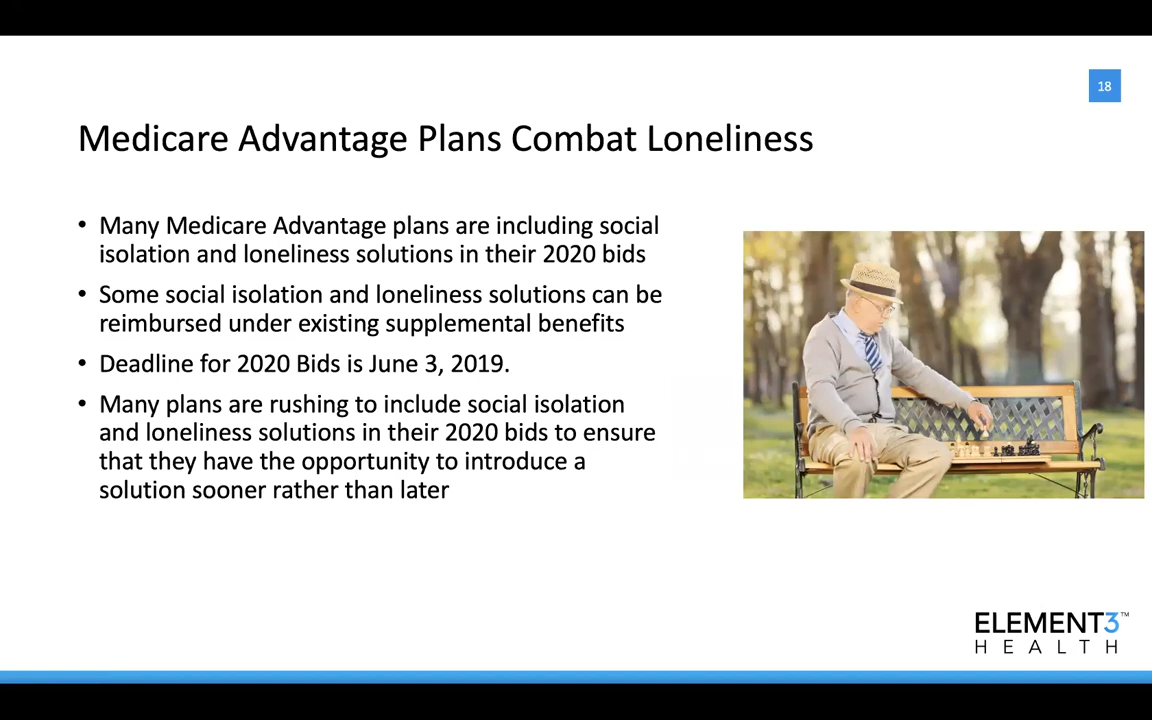 18
Medicare Advantage Plans Combat Loneliness
• Many Medicare Advantage plans are including social
isolation and loneliness solutions in their 2020 bids
• Some social isolation and loneliness solutions can be
reimbursed under existing supplemental benefits
• Deadline for 2020 Bids is June 3, 2019.
• Many plans are rushing to include social isolation
and loneliness solutions in their 2020 bids to ensure
that they have the opportunity to introduce a
solution sooner rather than later
ELEMENT3™
HEALTH